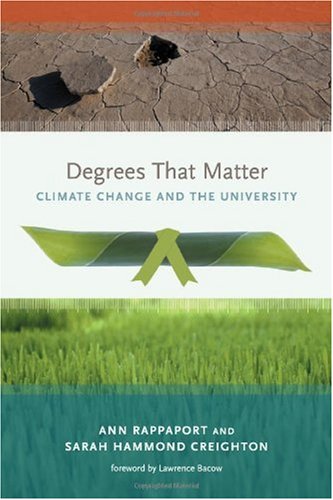 Degrees That Matter
CLIMATE CHANGE AND THE UNIVERSITY
ANN RAPPAPORT AND
SARAH HAMMOND CREIGHTON
foreword by Lawrence Bacow